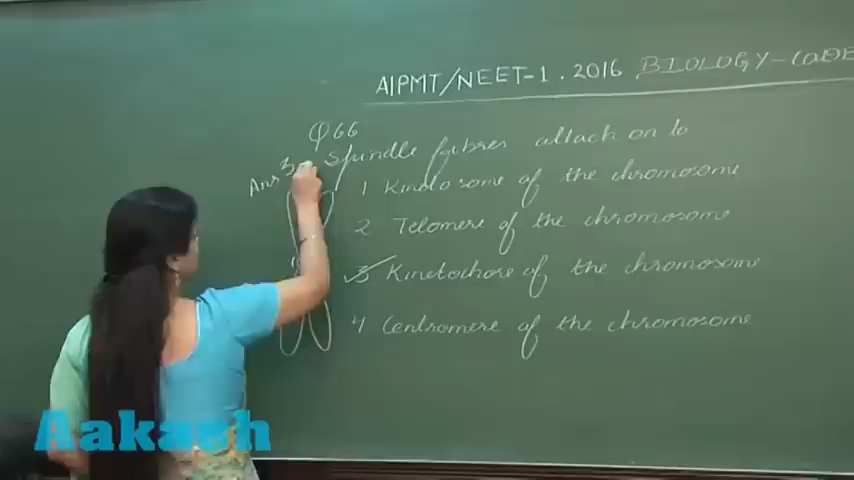 AIPMT/NEET-1. 2016 BIOLOGY-CODE
Q66
Spindle fibres attach on to
Ans 3
1 Kinetosome of the chromosome
2 Telomere of the chromosome
3 Kinetochore of the chromosome
4 Centromere of the chromosome
Aakash